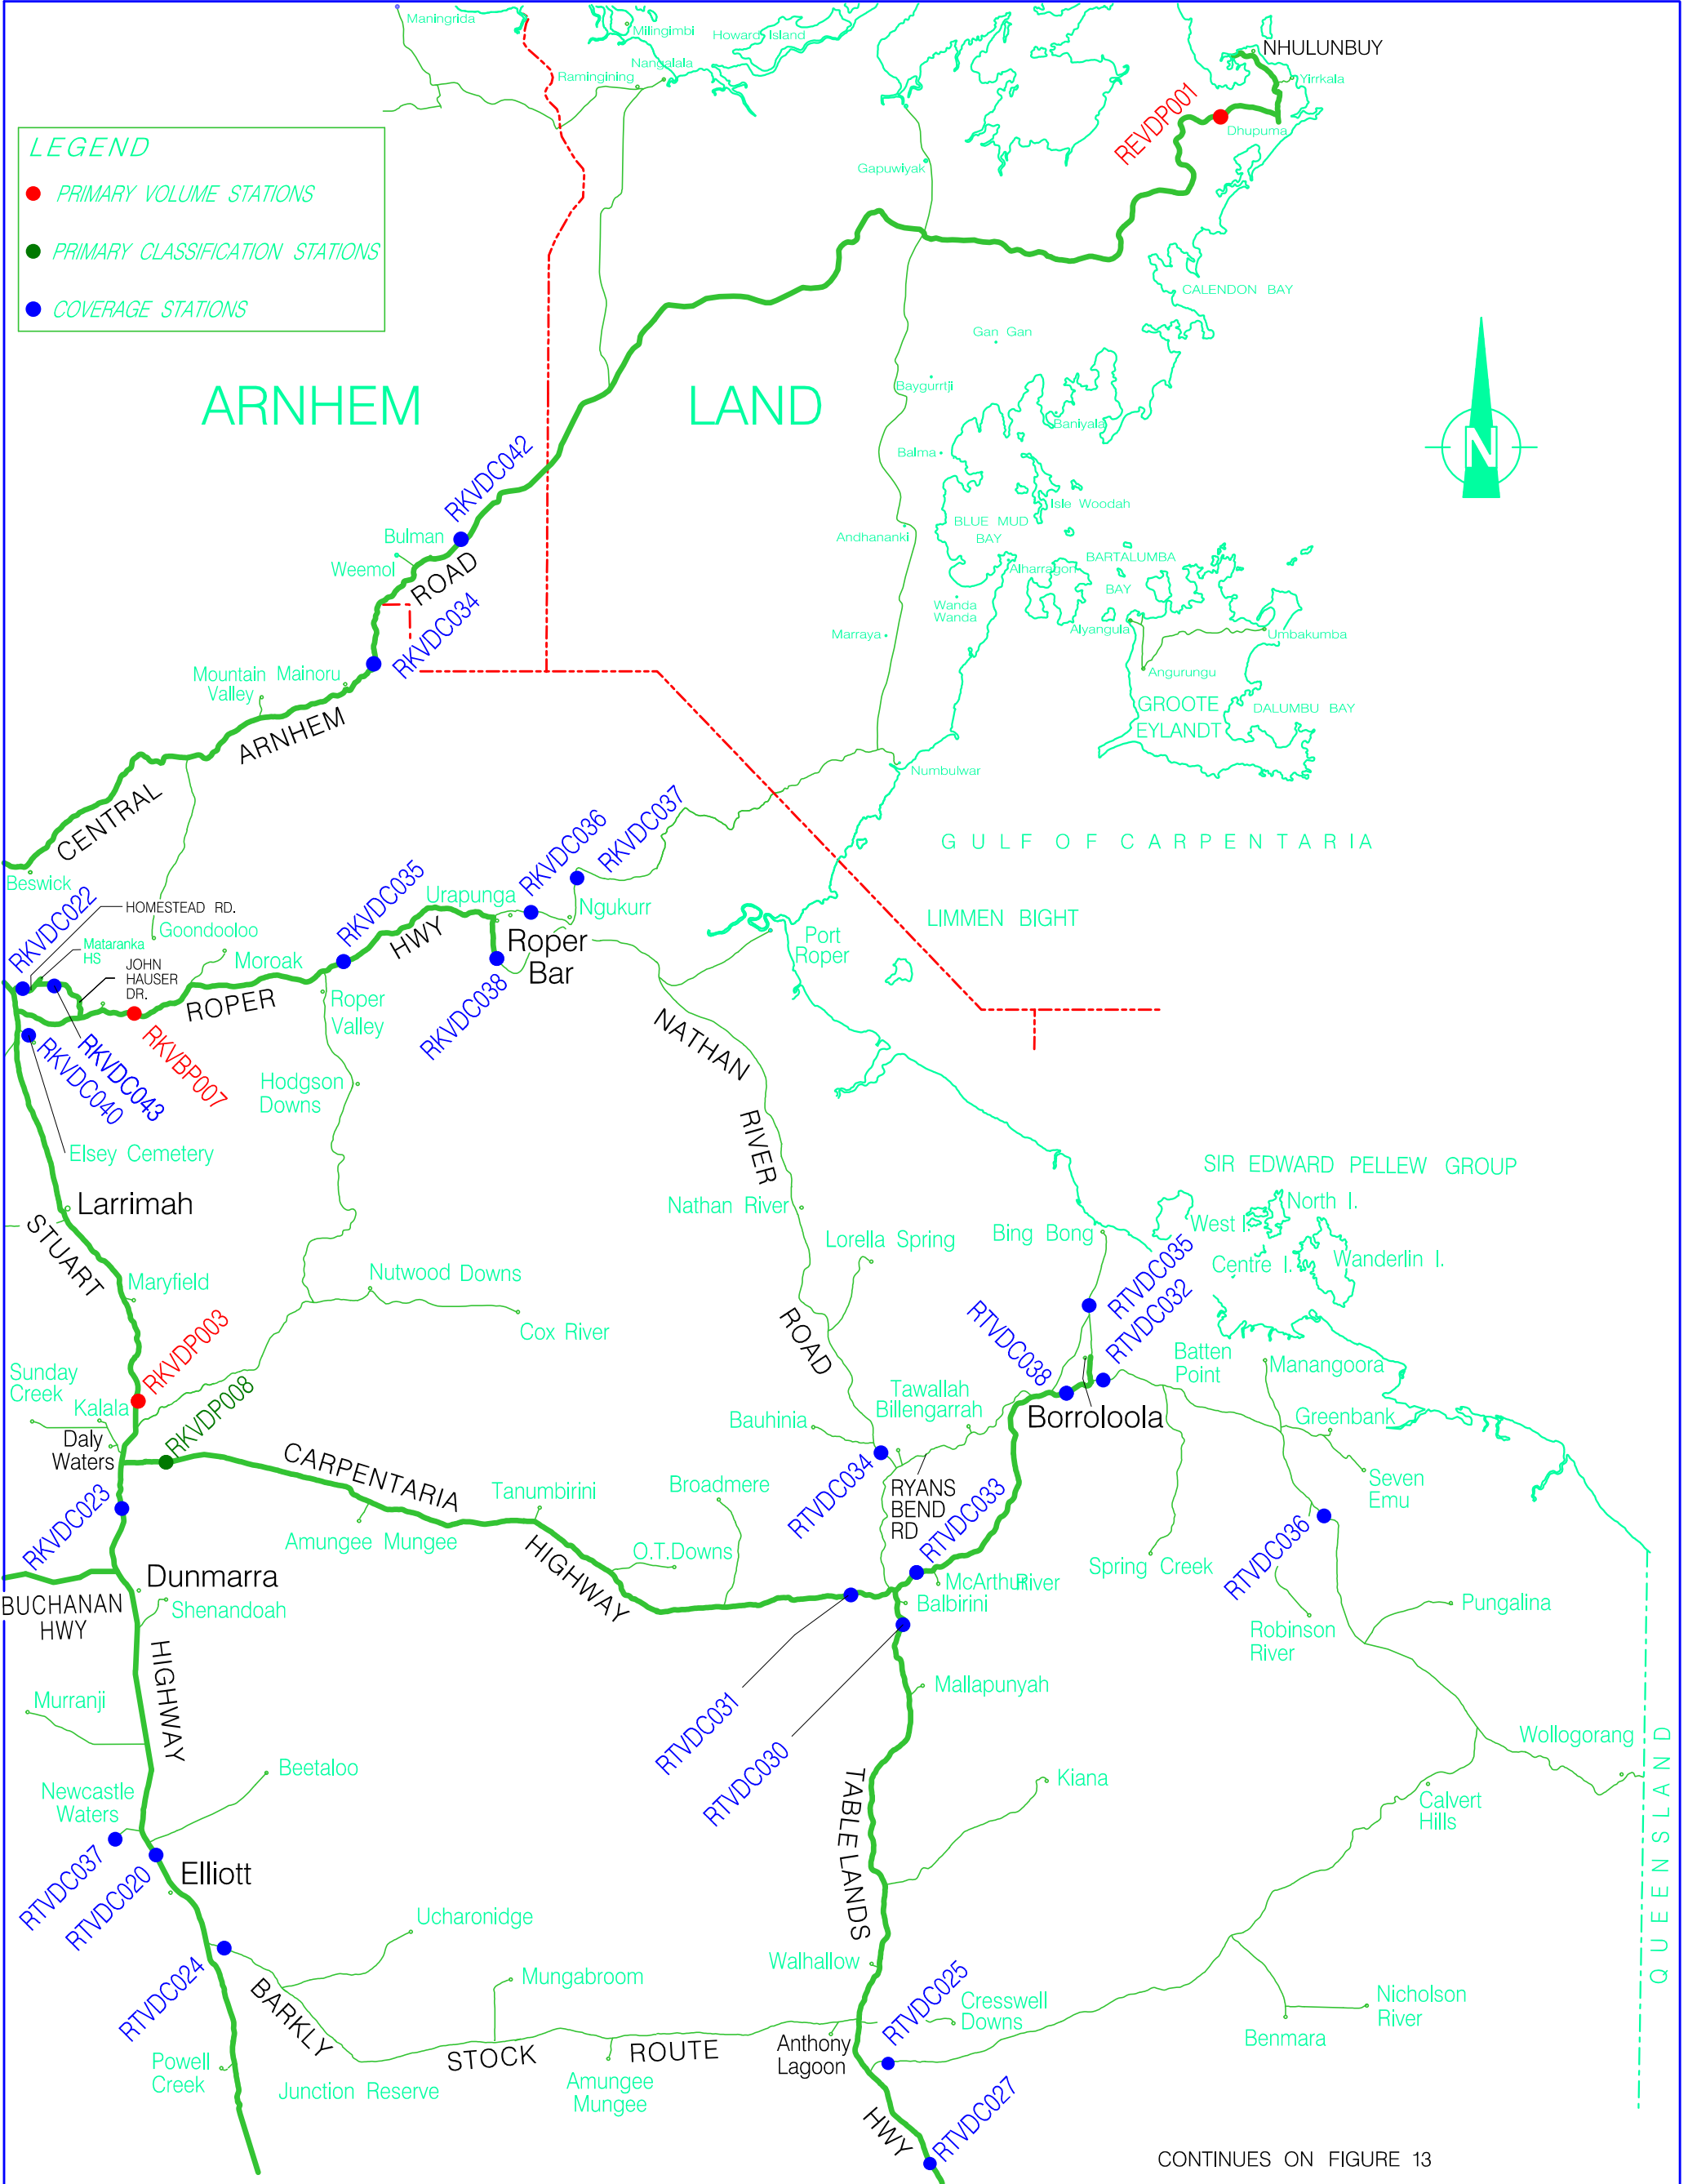 Maningrida
Milingimbi
Howard Island
Nangalala
Ramingining
NHULUNBUY
Yirrkala
REVDP001
Dhupuma
Gapuwiyak
LEGEND
PRIMARY VOLUME STATIONS
PRIMARY CLASSIFICATION STATIONS
COVERAGE STATIONS
CALENDON BAY
Gan Gan
Baygurrtji
ARNHEM LAND
Baniyala
N
Balma
RKVDC042
Isle Woodah
BLUE MUD
BAY
Andhananki
Bulman
Weemol
ROAD
BARTALUMBA
BAY
Alharragon
Wanda
Wanda
RKVDC034
Marraya
Alyangula
Umbakumba
Angurungu
Mountain
Valley
Mainoru
GROOTE
EYLANDT
DALUMBU BAY
ARNHEM
Numbulwar
CENTRAL
GULF OF CARPENTARIA
Beswick
RKVDC022
HOMESTEAD RD.
Goondooloo
Mataranka
HS
JOHN
HAUSER
DR.
Moroak
RKVDC035
Urapunga
RKVDC036
RKVDC037
Ngukurr
HWY
Roper
Bar
RKVDC038
LIMMEN BIGHT
Port
Roper
ROPER
Roper
Valley
RKVBP007
RKVDC043
RKVDC040
NATHAN
Hodgson
Downs
Elsey Cemetery
RIVER
SIR EDWARD PELLEW GROUP
Larrimah
Nathan River
North I.
West I.
Bing Bong
Lorella Spring
STUART
Centre I.
Wanderlin I.
RTVDC035
Maryfield
Nutwood Downs
Cox River
RTVDC032
RKVDP003
ROAD
RTVDC038
Batten
Point
Manangoora
Sunday
Creek
Kalala
RKVDP008
Tawallah
Billengarrah
Bauhinia
Borroloola
Greenbank
Daly
Waters
CARPENTARIA
RTVDC034
RYANS
BEND
RD
Seven
Emu
Tanumbirini
Broadmere
RKVDC023
Amungee Mungee
RTVDC033
RTVDC036
O.T.Downs
Spring Creek
HIGHWAY
Dunmarra
McArthur River
Balbirini
BUCHANAN
HWY
Shenandoah
Pungalina
Robinson
River
HIGHWAY
Mallapunyah
Murranji
RTVDC031
RTVDC030
Wollogorang
QUEENSLAND
Beetaloo
Newcastle
Waters
Kiana
TABLELANDS
Calvert
Hills
RTVDC037
RTVDC020
Elliott
Ucharonidge
Walhallow
RTVDC024
Mungabroom
RTVDC025
Cresswell
Downs
Nicholson
River
BARKLY
STOCK
ROUTE
Anthony
Lagoon
Benmara
Powell
Creek
Junction Reserve
Amungee
Mungee
HWY
RTVDC027
CONTINUES ON FIGURE 13